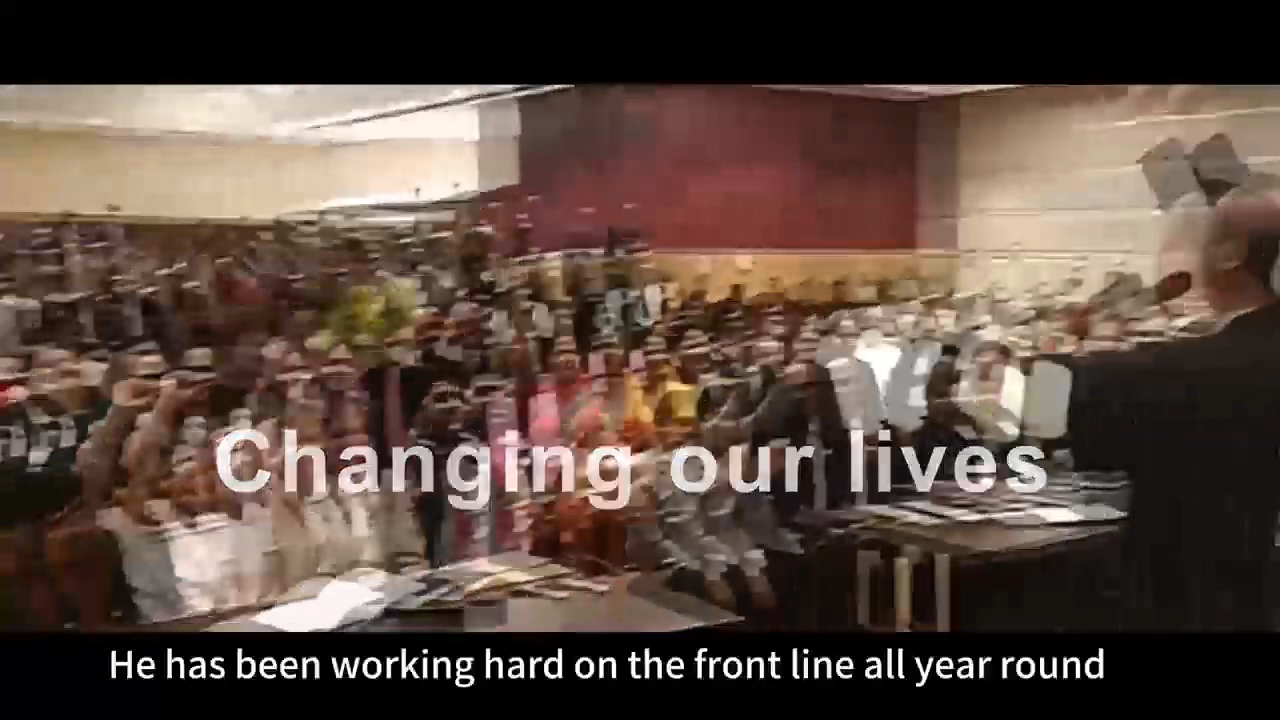 Changing our lives
He has been working hard on the front line all year round